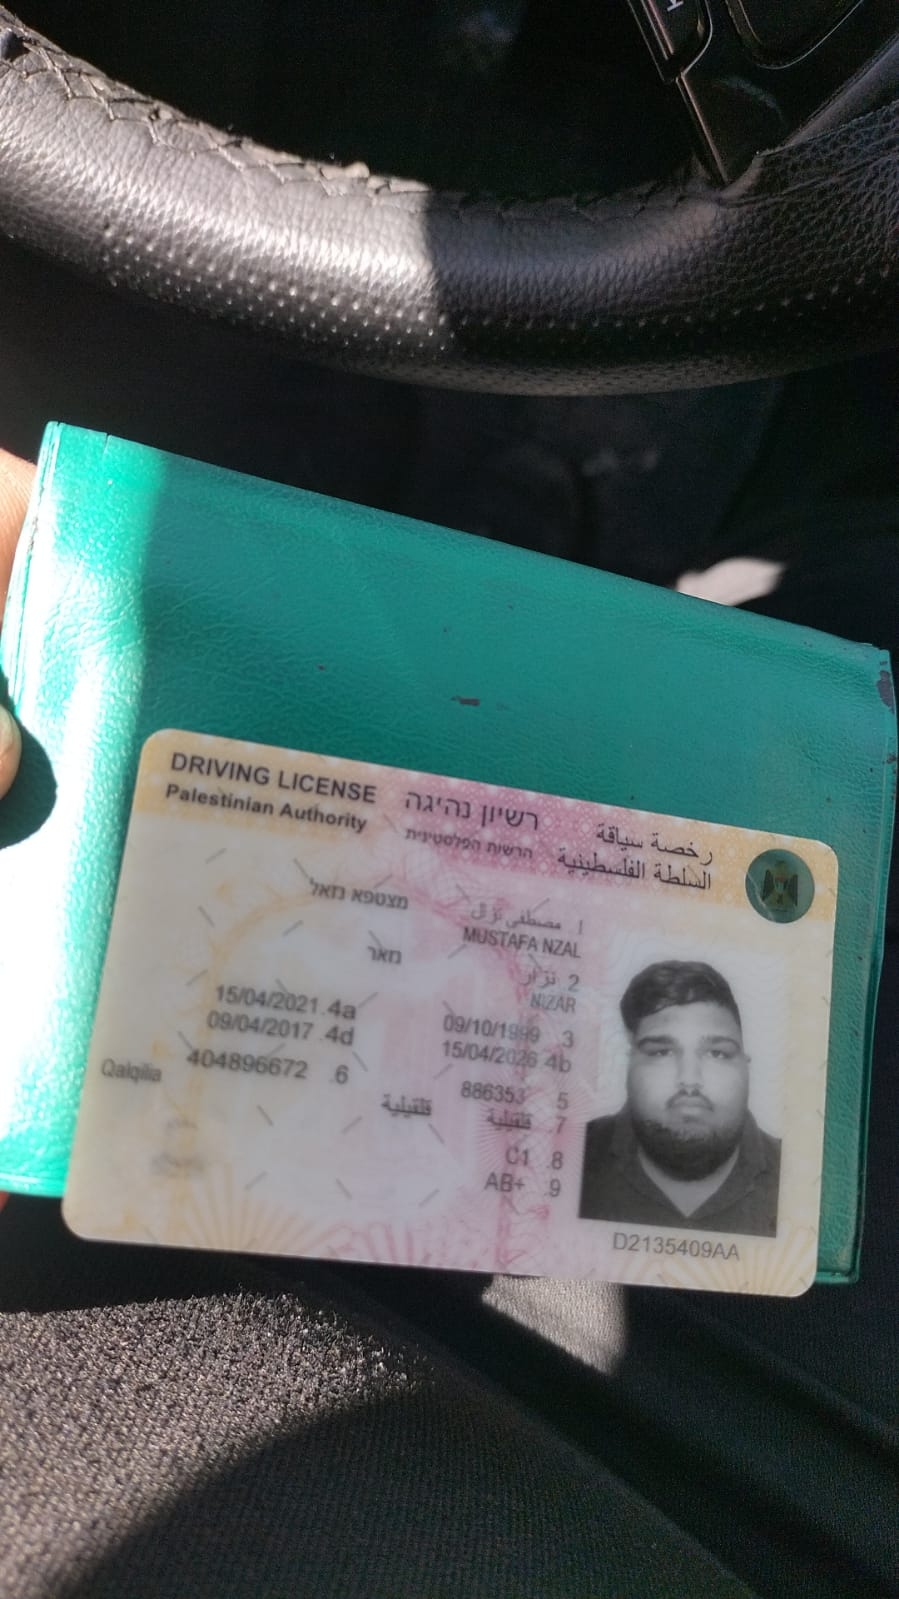 DRIVING LICENSE רשיון נהיגה رخصة سياقة
Palestinian Authority הרשות הפלסטינית السلطة الفلسطينية
מצטפא נזאל 1 مصطفى نزال
MUSTAFA NZAL
נזאר 2 نزار
NIZAR
15/04/2021 .4a 09/10/1999 3
09/04/2017 .4d 15/04/2026 4b
404896672 .6 886353 5
Qalqilia قلقيلية 7. قلقيلية
C1 .8
AB+ .9
D2135409AA